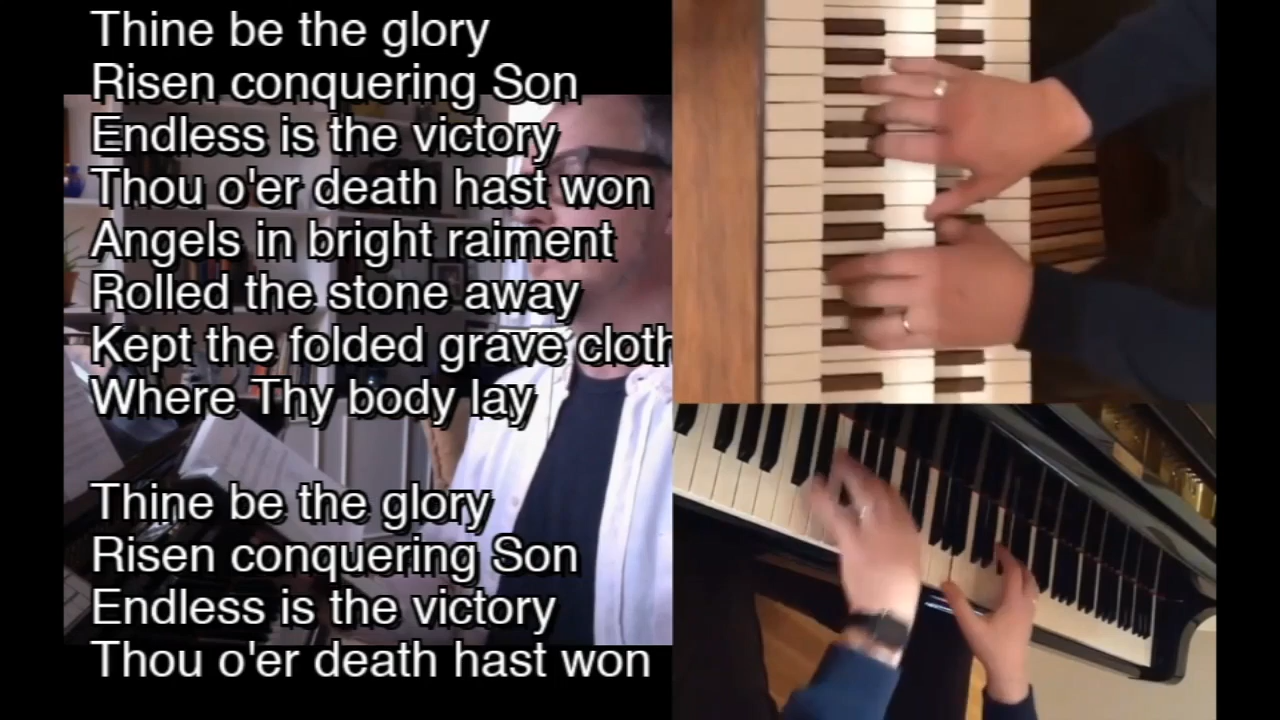 Thine be the glory
Risen conquering Son
Endless is the victory
Thou o'er death hast won
Angels in bright raiment
Rolled the stone away
Kept the folded grave cloth
Where Thy body lay
Thine be the glory
Risen conquering Son
Endless is the victory
Thou o'er death hast won